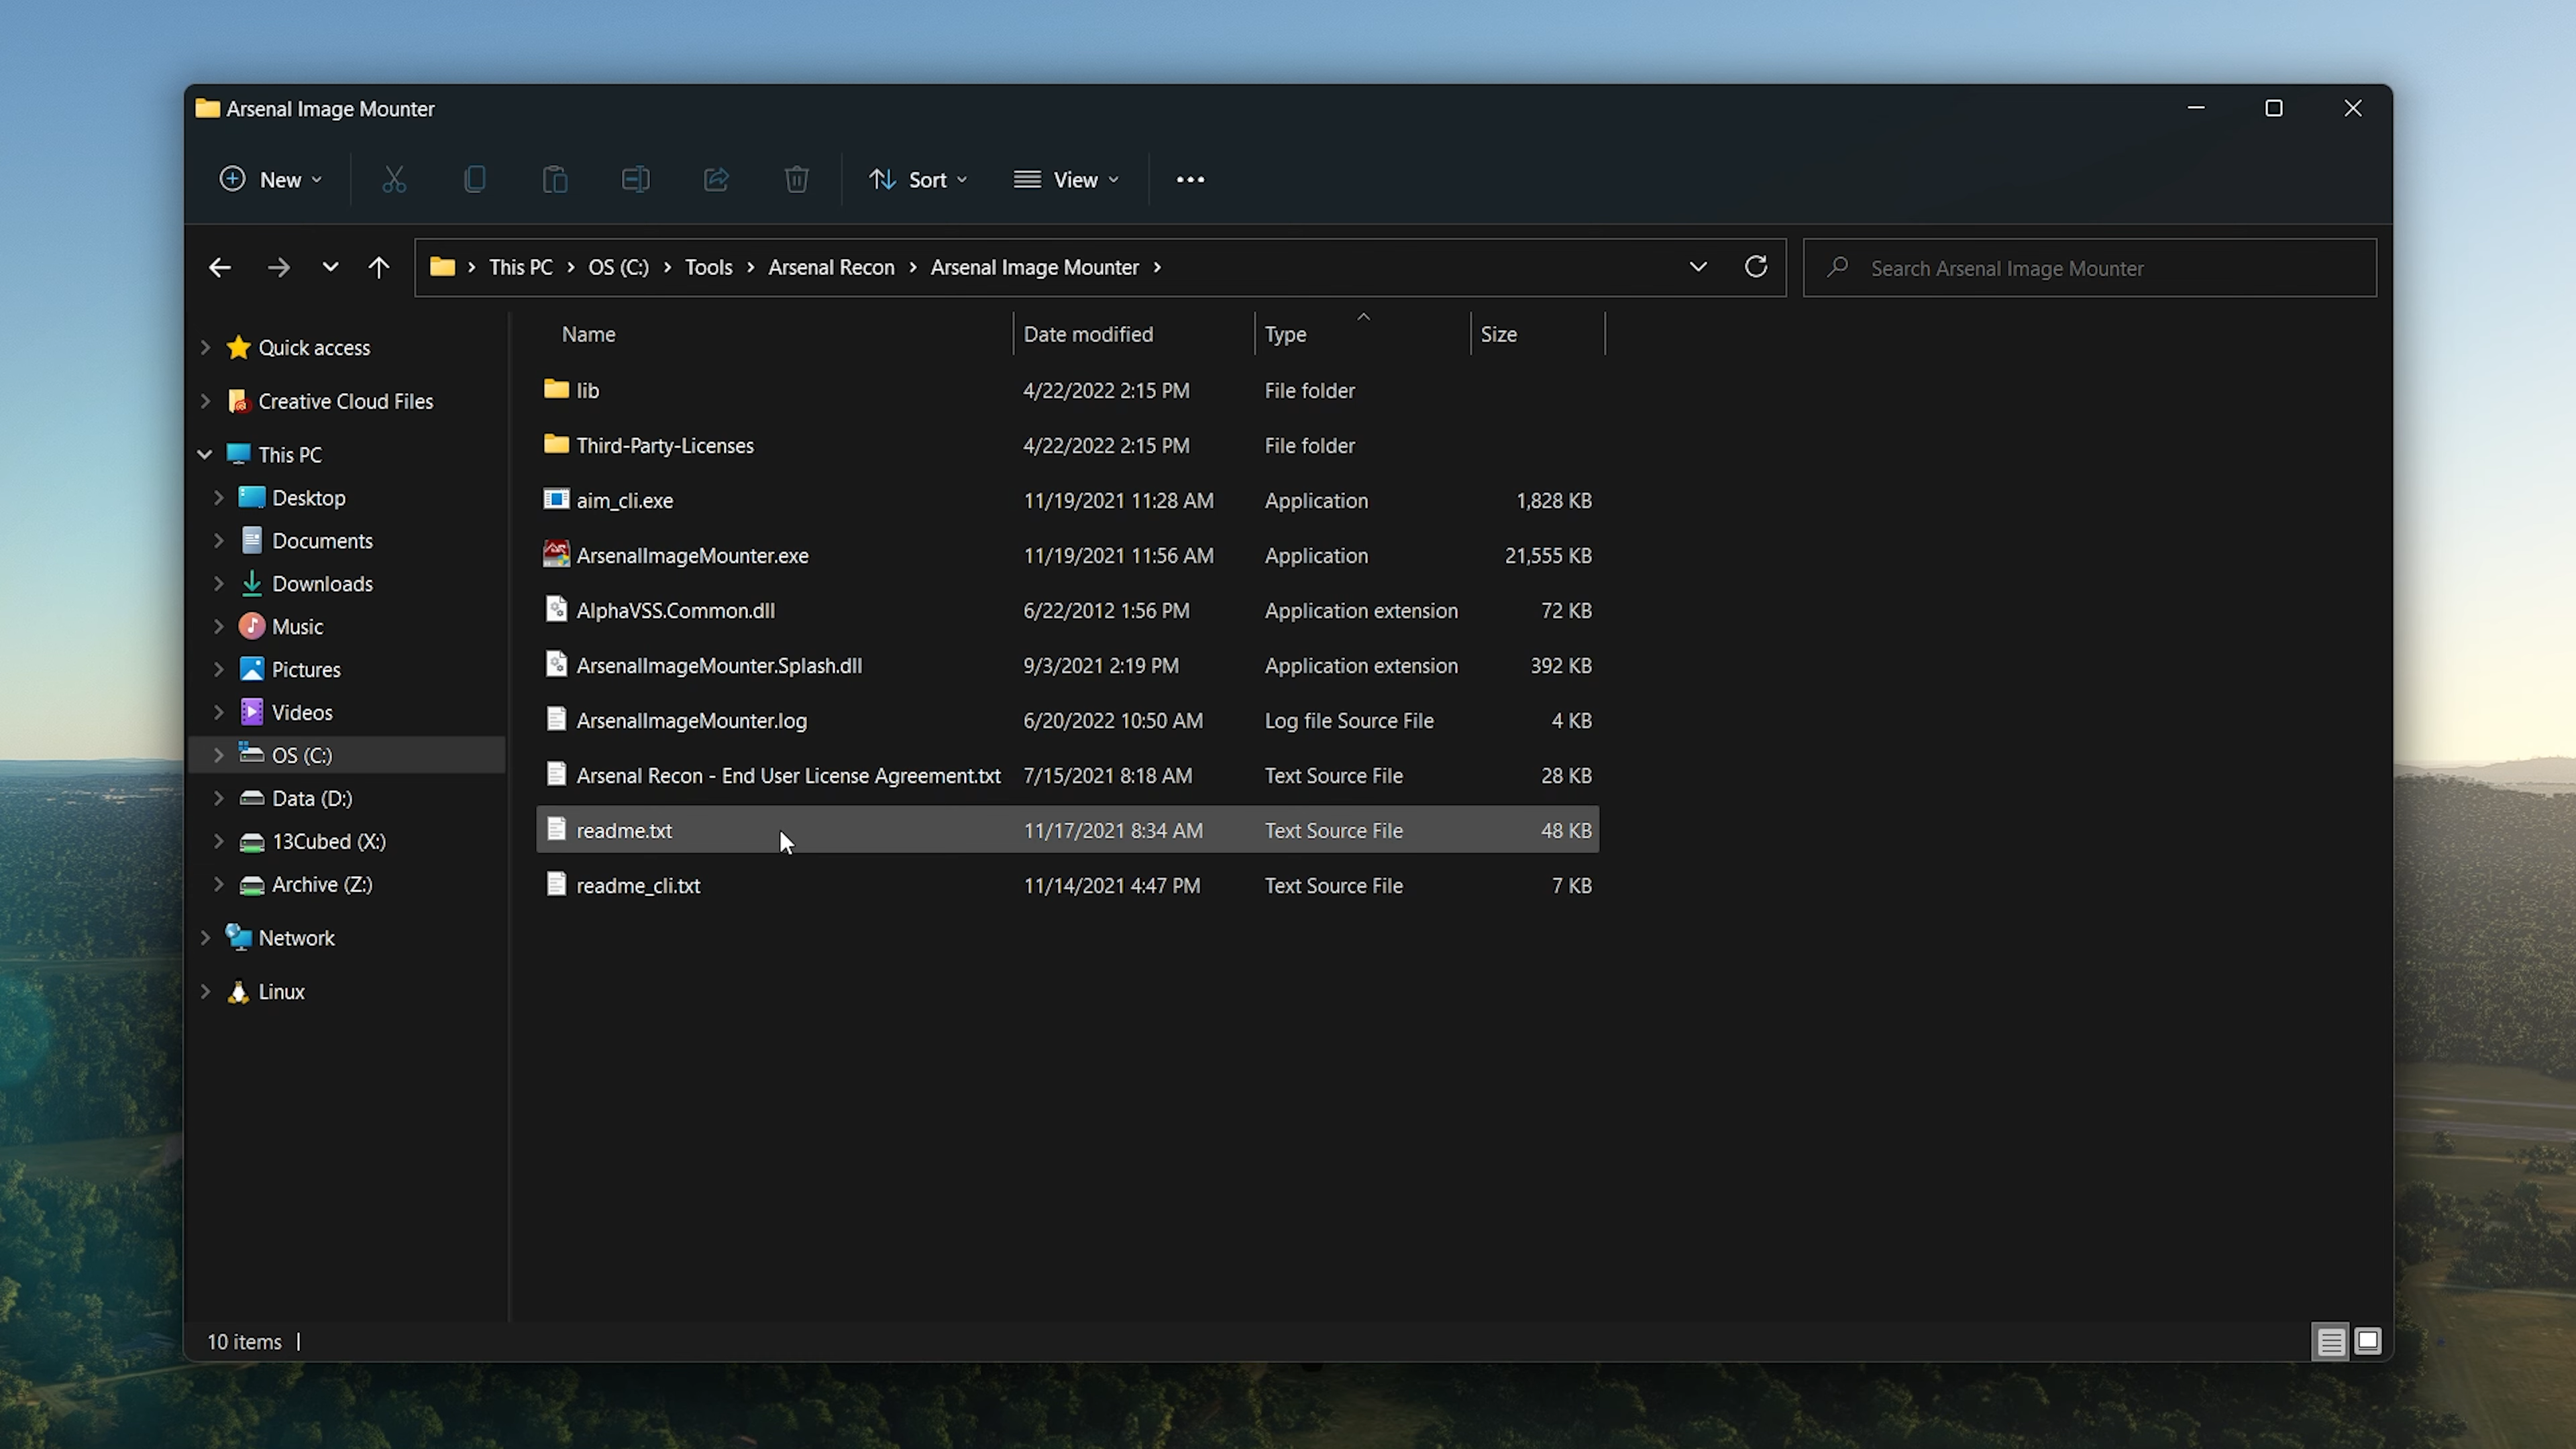 Arsenal Image Mounter
New
Sort
View
This PC > OS (C:) > Tools > Arsenal Recon > Arsenal Image Mounter >
Search Arsenal Image Mounter
Quick access
Creative Cloud Files
This PC
Desktop
Documents
Downloads
Music
Pictures
Videos
OS (C:)
Data (D:)
13Cubed (X:)
Archive (Z:)
Network
Linux
Name Date modified Type Size
lib 4/22/2022 2:15 PM File folder
Third-Party-Licenses 4/22/2022 2:15 PM File folder
aim_cli.exe 11/19/2021 11:28 AM Application 1,828 KB
ArsenalImageMounter.exe 11/19/2021 11:56 AM Application 21,555 KB
AlphaVSS.Common.dll 6/22/2012 1:56 PM Application extension 72 KB
ArsenalImageMounter.Splash.dll 9/3/2021 2:19 PM Application extension 392 KB
ArsenalImageMounter.log 6/20/2022 10:50 AM Log file Source File 4 KB
Arsenal Recon - End User License Agreement.txt 7/15/2021 8:18 AM Text Source File 28 KB
readme.txt 11/17/2021 8:34 AM Text Source File 48 KB
readme_cli.txt 11/14/2021 4:47 PM Text Source File 7 KB
10 items